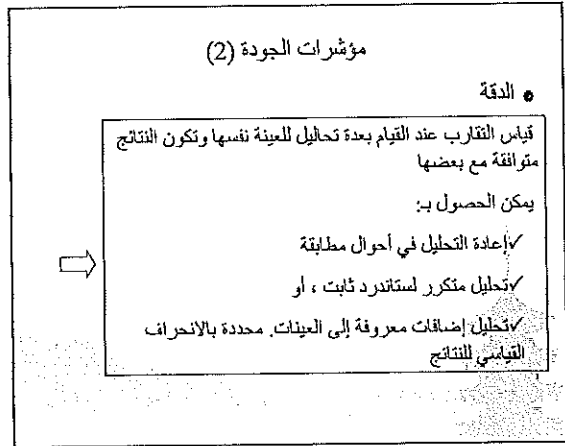 مؤشرات الجودة (2)
• الدقة
قياس التقارب عند القيام بعدة تحاليل للعينة نفسها وتكون النتائج
متوافقة مع بعضها
يمكن الحصول بـ:
✓إعادة التحليل في أحوال مطابقة
✓تحليل متكرر لستاندرد ثابت ، أو
✓تحليل إضافات معروفة إلى العينات. محددة بالانحراف
القياسي للنتائج